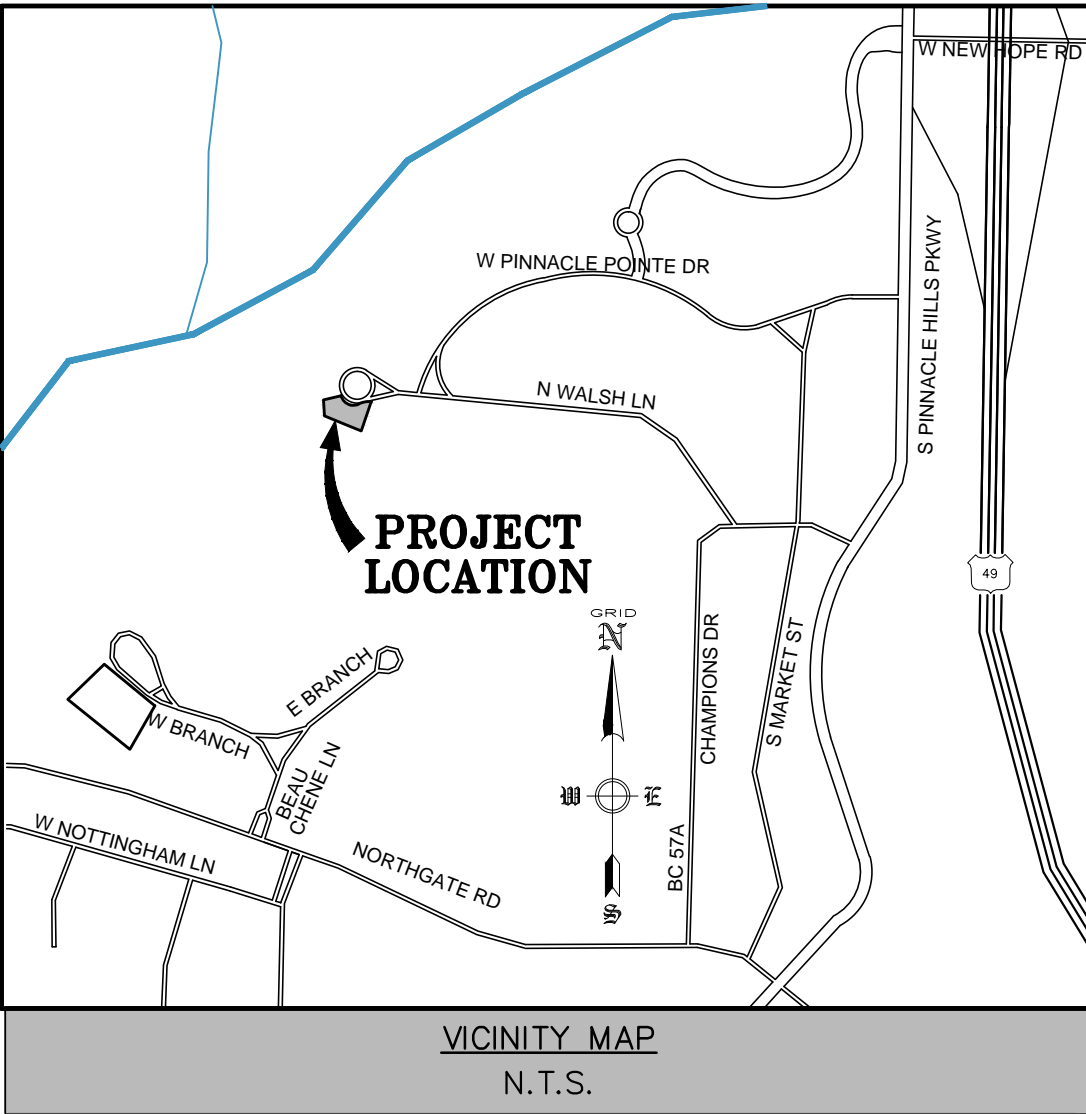 W NEW HOPE RD
W PINNACLE POINTE DR
S PINNACLE HILLS PKWY
N WALSH LN
PROJECT
LOCATION
49
GRID
N
W
E
S
CHAMPIONS DR
S MARKET ST
E BRANCH
W BRANCH
BEAU
CHENE LN
W NOTTINGHAM LN
NORTHGATE RD
BC 57A
VICINITY MAP
N.T.S.